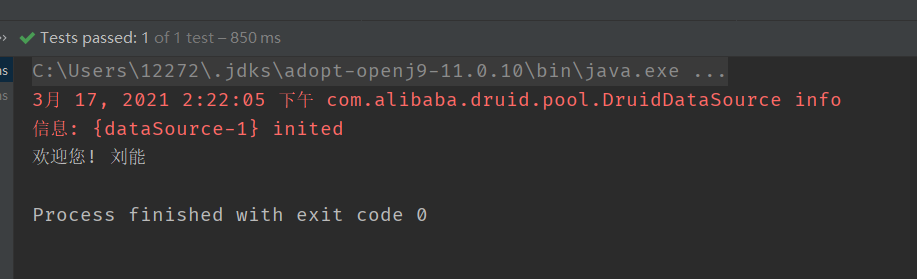 Tests passed: 1 of 1 test – 850 ms
C:\Users\12272\.jdks\adopt-openj9-11.0.10\bin\java.exe ...
3月 17, 2021 2:22:05 下午 com.alibaba.druid.pool.DruidDataSource info
信息: {dataSource-1} inited
欢迎您! 刘能
Process finished with exit code 0